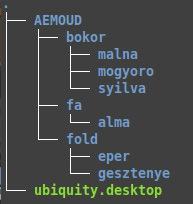 .
AEMOUD
bokor
malna
mogyoro
syilva
fa
alma
fold
eper
gesztenye
ubiquity.desktop